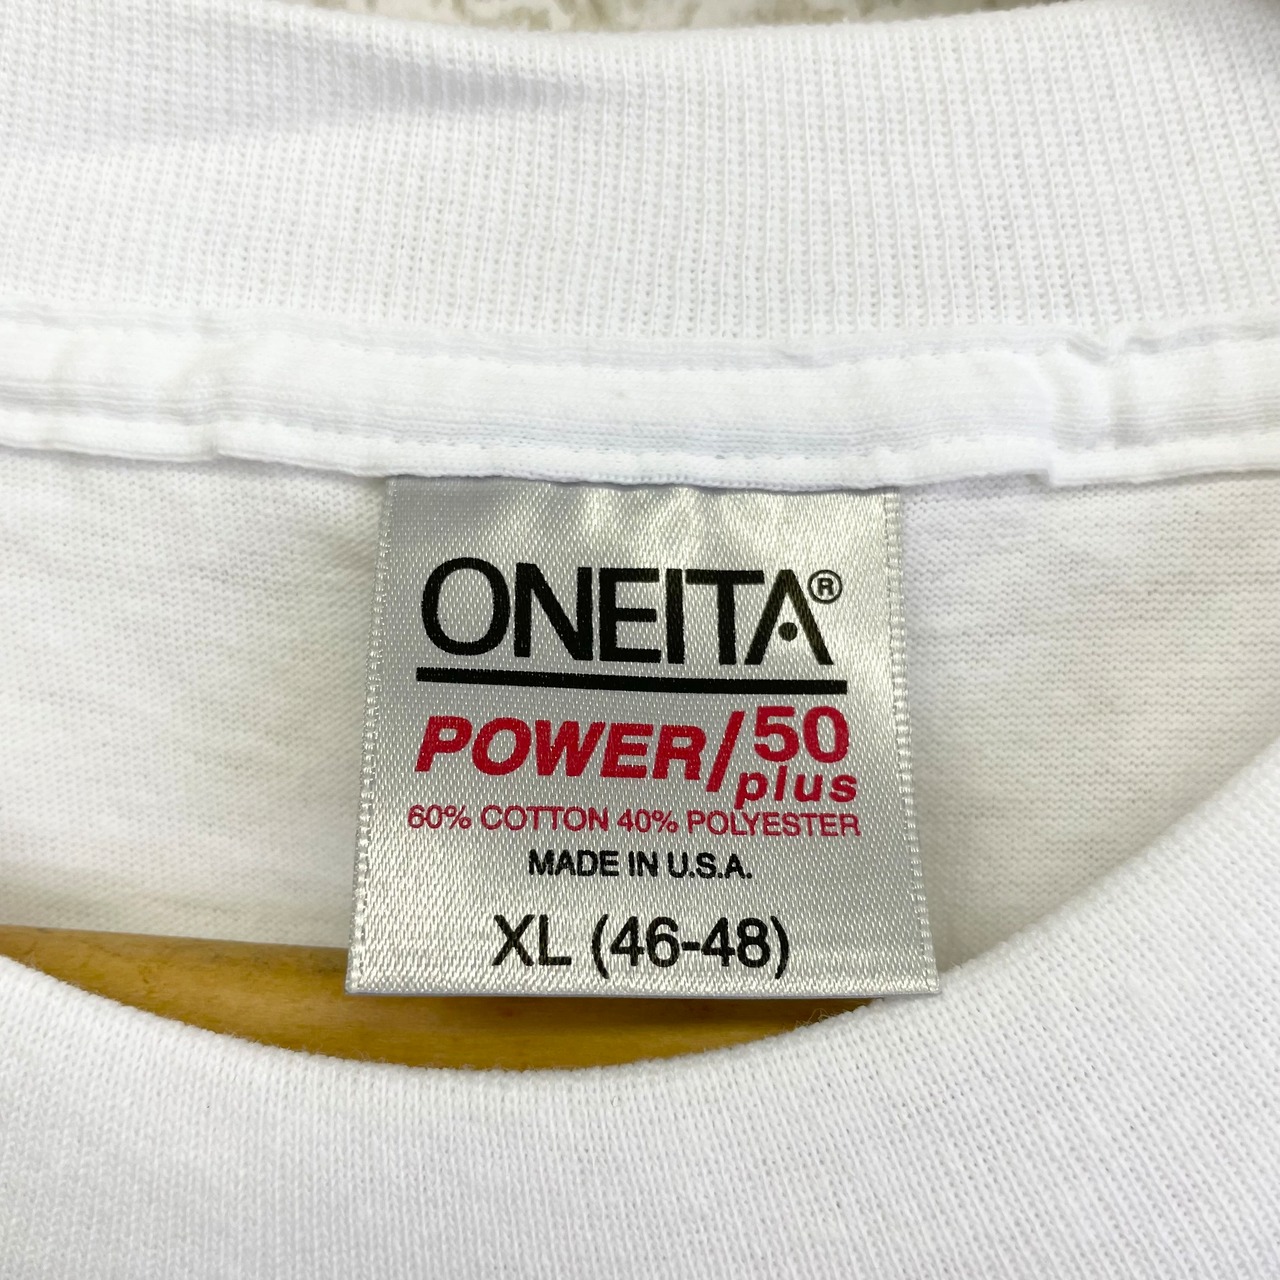 ONEITA®
POWER/50
plus
60% COTTON 40% POLYESTER
MADE IN U.S.A.
XL (46-48)